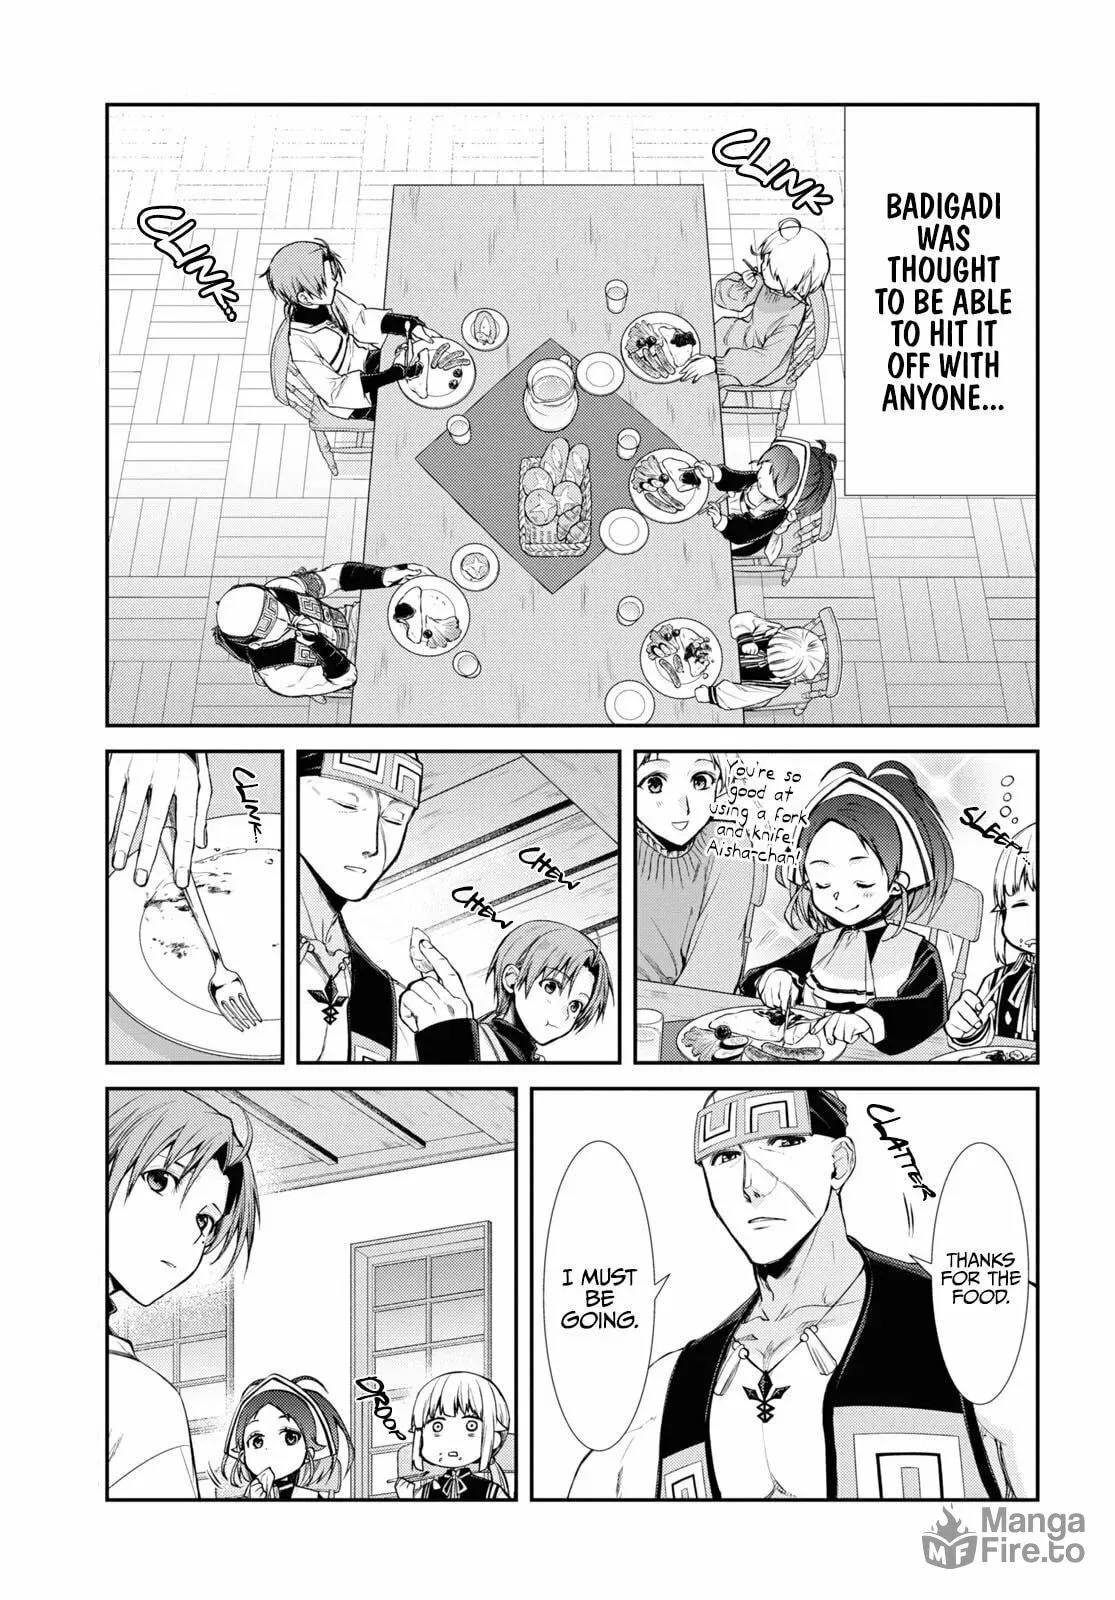 BADIGADI
WAS
THOUGHT
TO BE ABLE
TO HIT IT
OFF WITH
ANYONE...
CLINK
CLINK...
SLEEPY...
You're so
good at
using a fork
and knife!
Aisha-chan!
CHEW
CHEW
CLINK...
CLATTER
THANKS
FOR THE
FOOD.
I MUST
BE
GOING.
DROOP
Manga
Fire.to
MF